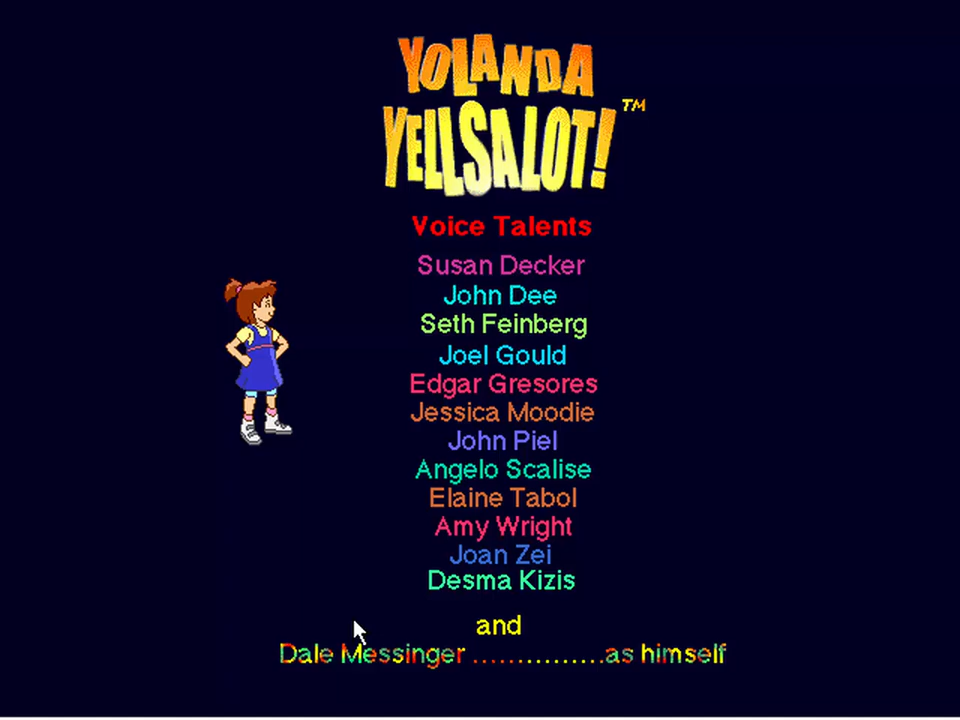 YOLANDA
YELLSALOT!™
Voice Talents
Susan Decker
John Dee
Seth Feinberg
Joel Gould
Edgar Gresores
Jessica Moodie
John Piel
Angelo Scalise
Elaine Tabol
Amy Wright
Joan Zei
Desma Kizis
and
Dale Messinger ...............as himself